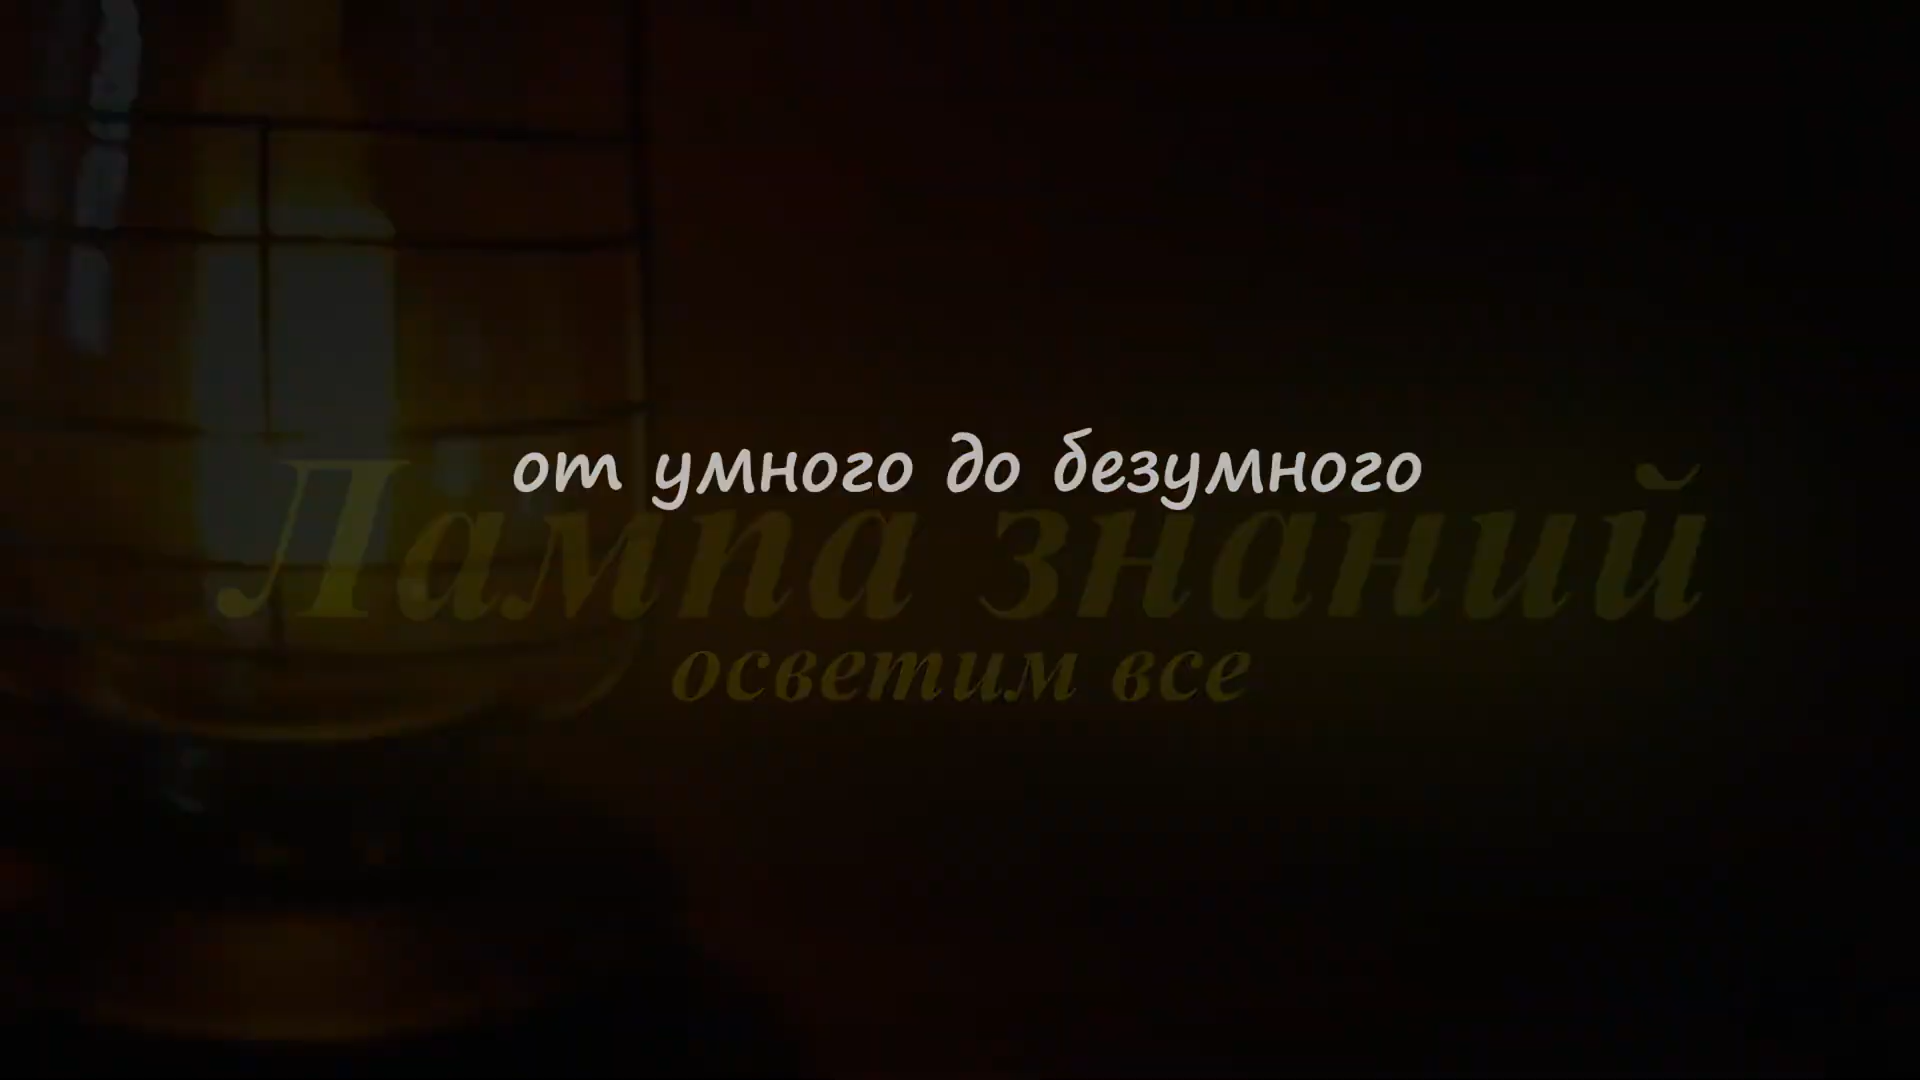 от умного до безумного
Лампа знаний
осветим все